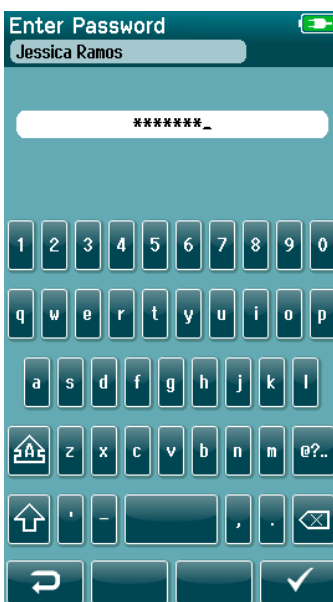 Enter Password
Jessica Ramos
*******_
1 2 3 4 5 6 7 8 9 0
q w e r t y u i o p
a s d f g h j k l
A z x c v b n m @?..
' - , .